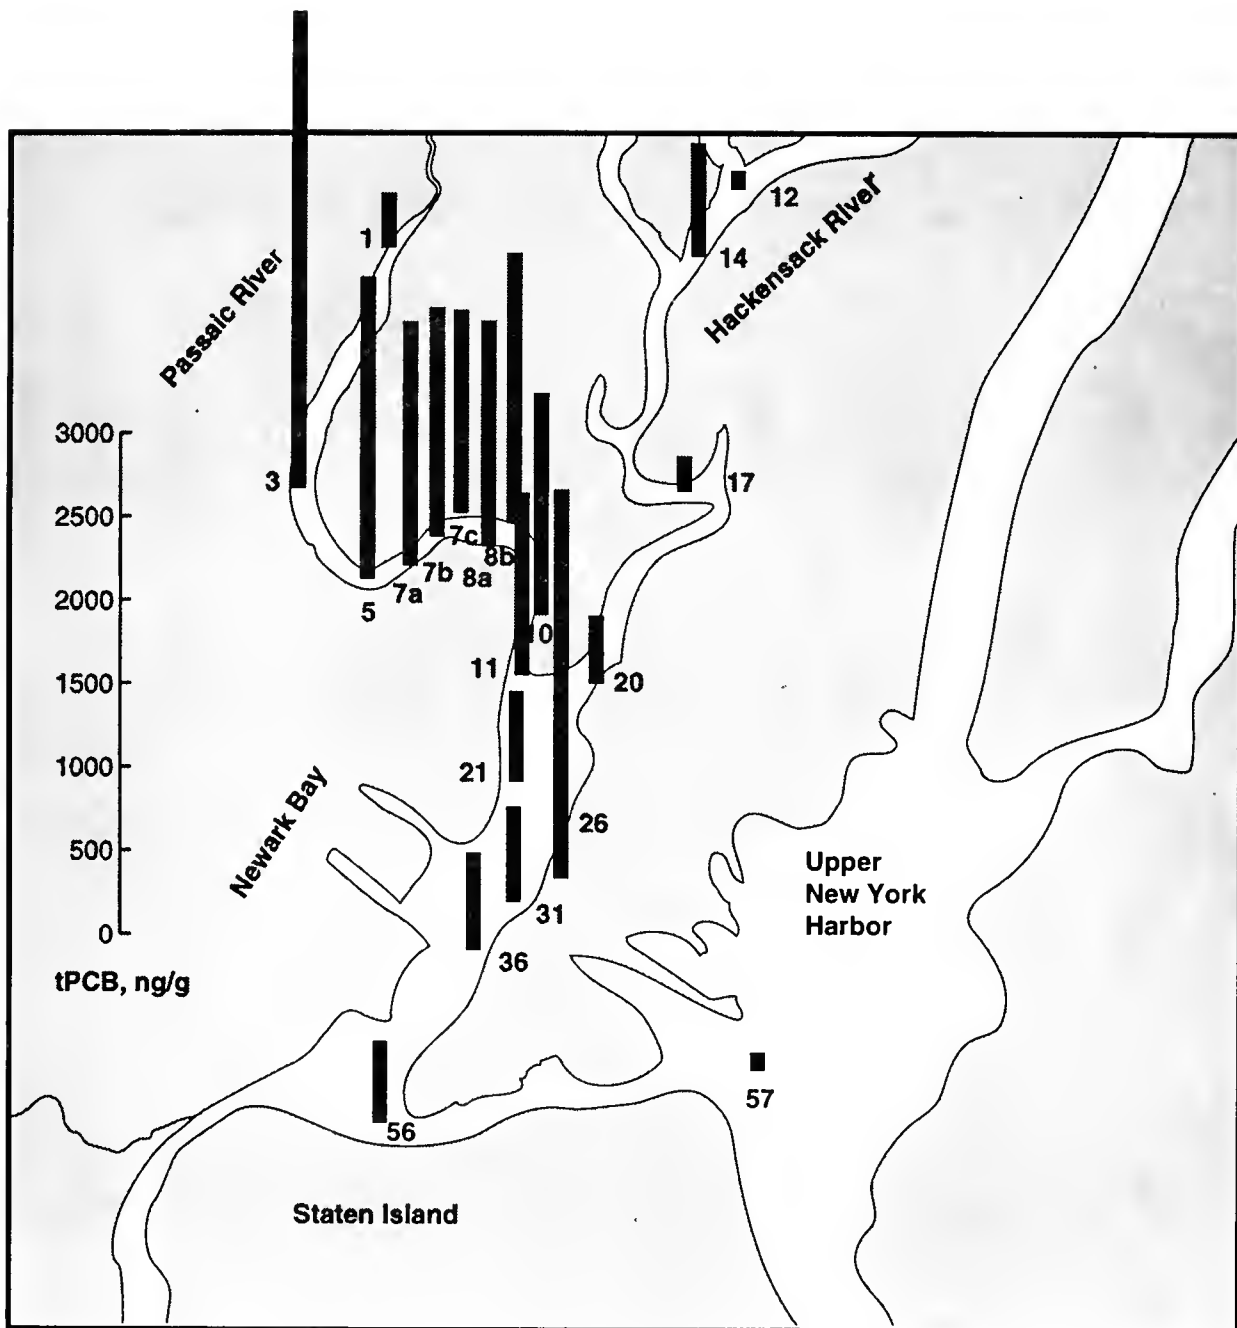 1
12
14
Hackensack River
Passaic River
3000
3
17
2500
7c
8b
7b
8a
7a
2000
5
10
11
20
1500
21
1000
Newark Bay
26
500
Upper
New York
Harbor
31
0
36
tPCB, ng/g
57
56
Staten Island